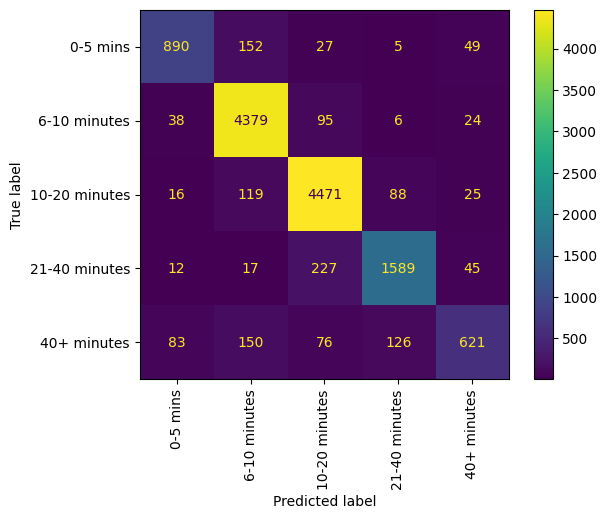 0-5 mins 890 152 27 5 49
6-10 minutes 38 4379 95 6 24
10-20 minutes 16 119 4471 88 25
21-40 minutes 12 17 227 1589 45
40+ minutes 83 150 76 126 621
True label
0-5 mins
6-10 minutes
10-20 minutes
21-40 minutes
40+ minutes
Predicted label
4000
3500
3000
2500
2000
1500
1000
500